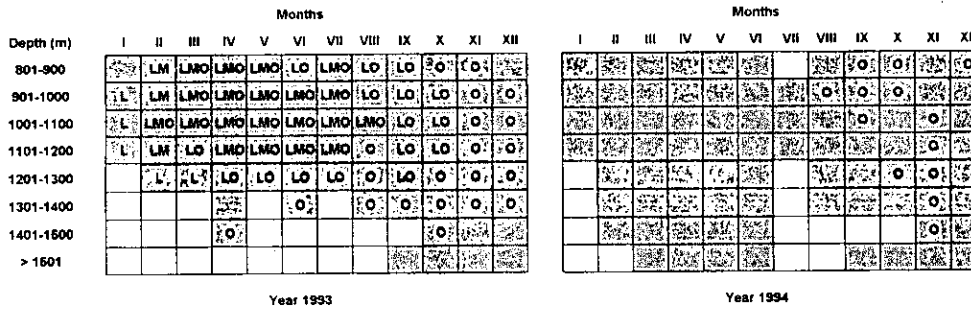 Months Months
Depth (m) I II III IV V VI VII VIII IX X XI XII I II III IV V VI VII VIII IX X XI XI
801-900 LM LMO LMO LMO LO LMO LO LO O O O O O O
901-1000 L LM LMO LMO LMO LMO LMO LO LO LO O O O O O
1001-1100 L LMO LMO LMO LMO LMO LMO LMO LO LO O O O O
1101-1200 L LM LO LMO LMO LMO LMO O LO LO O O O
1201-1300 L L LO LO LO LO O LO O O O O O
1301-1400 O O O O O O O
1401-1500 O O O
> 1501
Year 1993 Year 1994